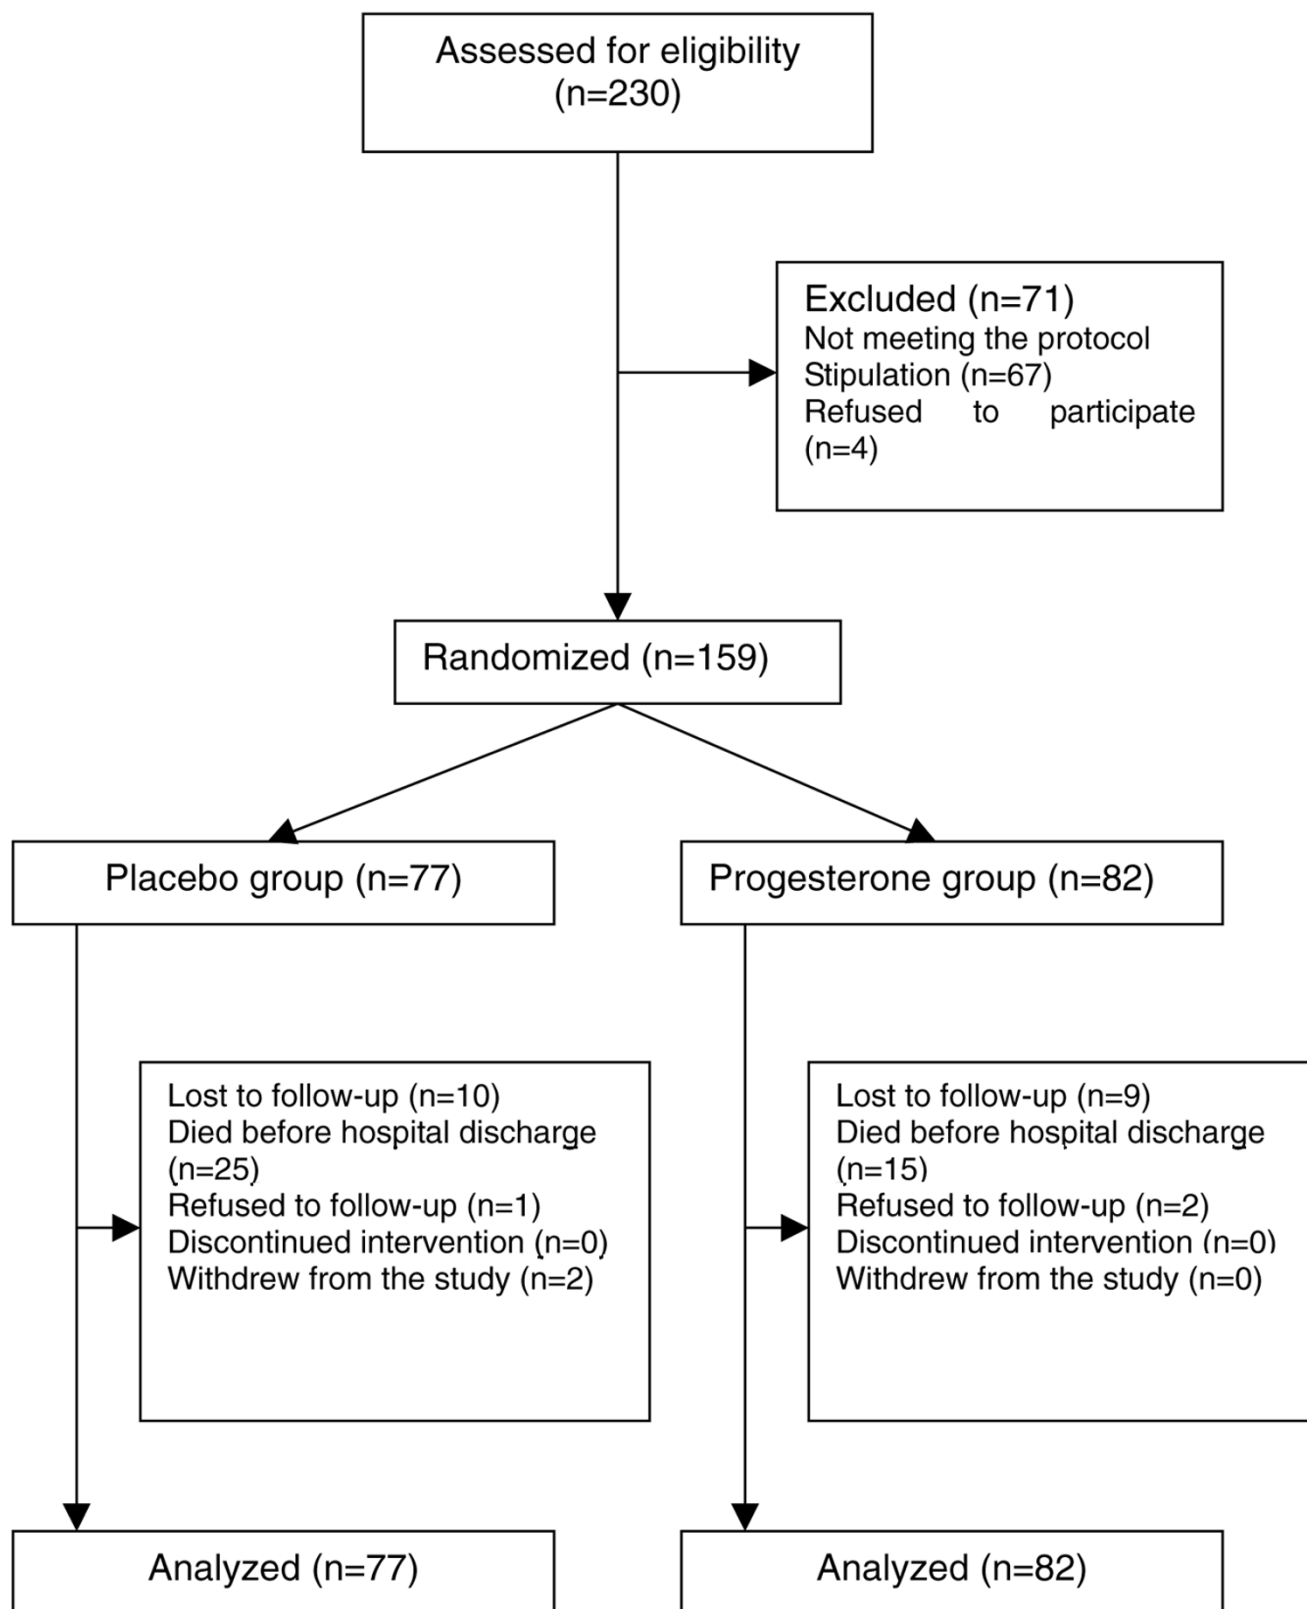 Assessed for eligibility
(n=230)
Excluded (n=71)
Not meeting the protocol
Stipulation (n=67)
Refused to participate
(n=4)
Randomized (n=159)
Placebo group (n=77)
Progesterone group (n=82)
Lost to follow-up (n=10)
Died before hospital discharge
(n=25)
Refused to follow-up (n=1)
Discontinued intervention (n=0)
Withdrew from the study (n=2)
Lost to follow-up (n=9)
Died before hospital discharge
(n=15)
Refused to follow-up (n=2)
Discontinued intervention (n=0)
Withdrew from the study (n=0)
Analyzed (n=77)
Analyzed (n=82)